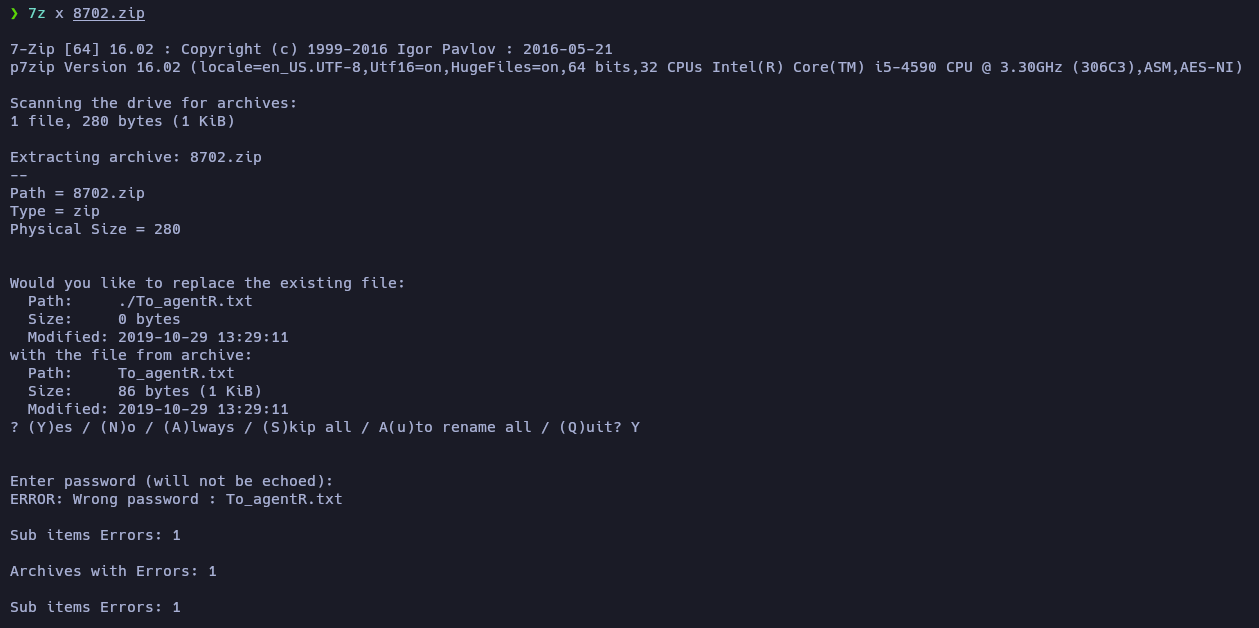 ❯ 7z x 8702.zip
7-Zip [64] 16.02 : Copyright (c) 1999-2016 Igor Pavlov : 2016-05-21
p7zip Version 16.02 (locale=en_US.UTF-8,Utf16=on,HugeFiles=on,64 bits,32 CPUs Intel(R) Core(TM) i5-4590 CPU @ 3.30GHz (306C3),ASM,AES-NI)
Scanning the drive for archives:
1 file, 280 bytes (1 KiB)
Extracting archive: 8702.zip
--
Path = 8702.zip
Type = zip
Physical Size = 280
Would you like to replace the existing file:
  Path:     ./To_agentR.txt
  Size:     0 bytes
  Modified: 2019-10-29 13:29:11
with the file from archive:
  Path:     To_agentR.txt
  Size:     86 bytes (1 KiB)
  Modified: 2019-10-29 13:29:11
? (Y)es / (N)o / (A)lways / (S)kip all / A(u)to rename all / (Q)uit? Y
Enter password (will not be echoed):
ERROR: Wrong password : To_agentR.txt
Sub items Errors: 1
Archives with Errors: 1
Sub items Errors: 1